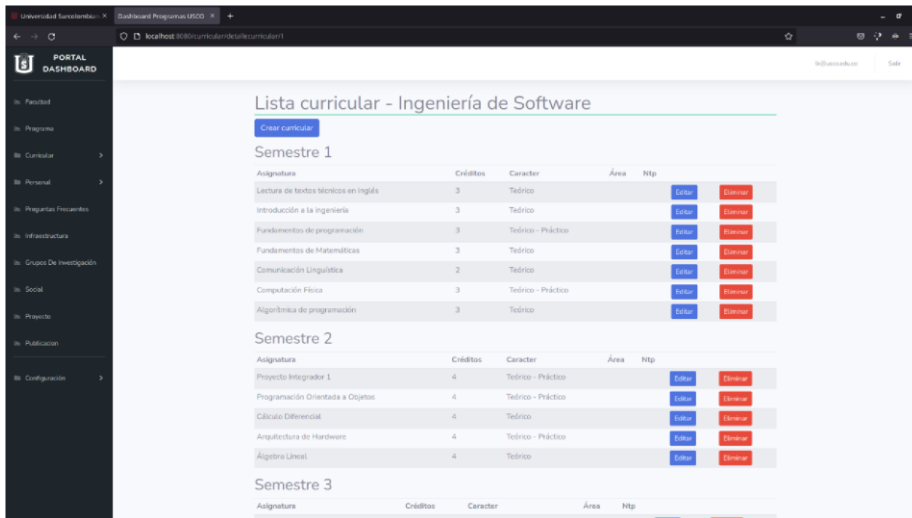 Universidad Surcolombiana X
Dashboard Programas USCO X +
localhost:8080/curricular/detallecurricular/1
PORTAL
DASHBOARD
Salir
Facultad
Programa
Curricular >
Personal >
Preguntas Frecuentes
Infraestructura
Grupos De Investigación
Social
Proyecto
Publicacion
Configuración >
Lista curricular - Ingeniería de Software
Crear curricular
Semestre 1
Asignatura Créditos Caracter Área Ntp
Lectura de textos técnicos en inglés 3 Teórico Editar Eliminar
Introducción a la ingeniería 3 Teórico Editar Eliminar
Fundamentos de programación 3 Teórico - Práctico Editar Eliminar
Fundamentos de Matemáticas 3 Teórico Editar Eliminar
Comunicación Linguística 2 Teórico Editar Eliminar
Computación Física 3 Teórico - Práctico Editar Eliminar
Algorítmica de programación 3 Teórico Editar Eliminar
Semestre 2
Asignatura Créditos Caracter Área Ntp
Proyecto Integrador 1 4 Teórico - Práctico Editar Eliminar
Programación Orientada a Objetos 4 Teórico - Práctico Editar Eliminar
Cálculo Diferencial 4 Teórico Editar Eliminar
Arquitectura de Hardware 4 Teórico - Práctico Editar Eliminar
Álgebra Lineal 4 Teórico Editar Eliminar
Semestre 3
Asignatura Créditos Caracter Área Ntp